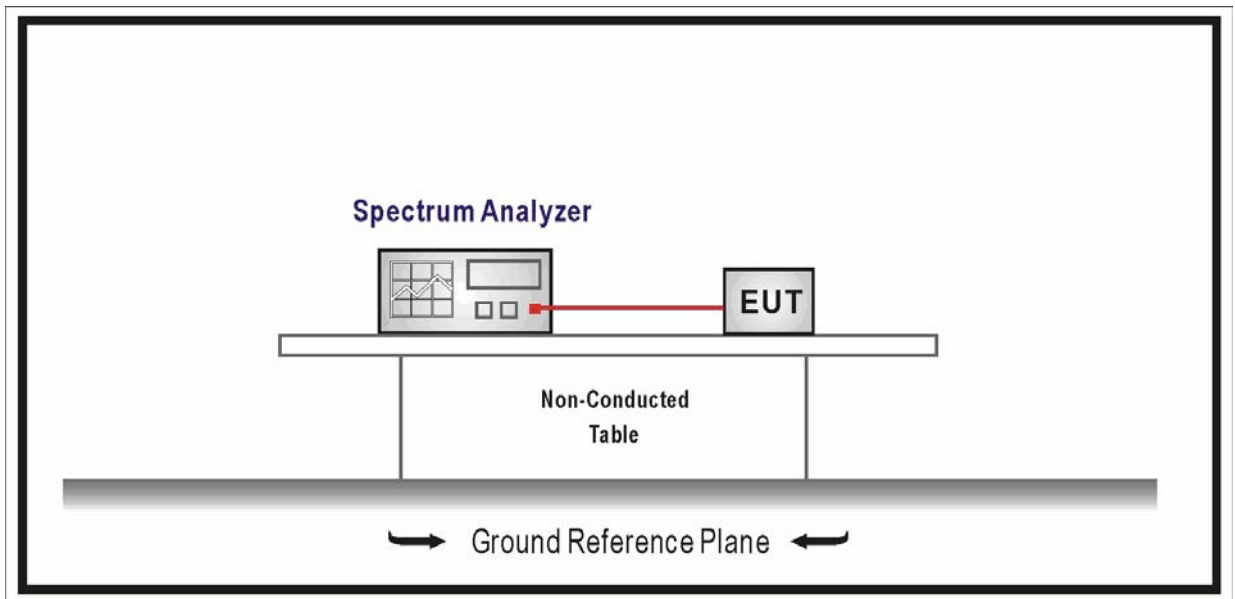 Spectrum Analyzer
EUT
Non-Conducted
Table
Ground Reference Plane